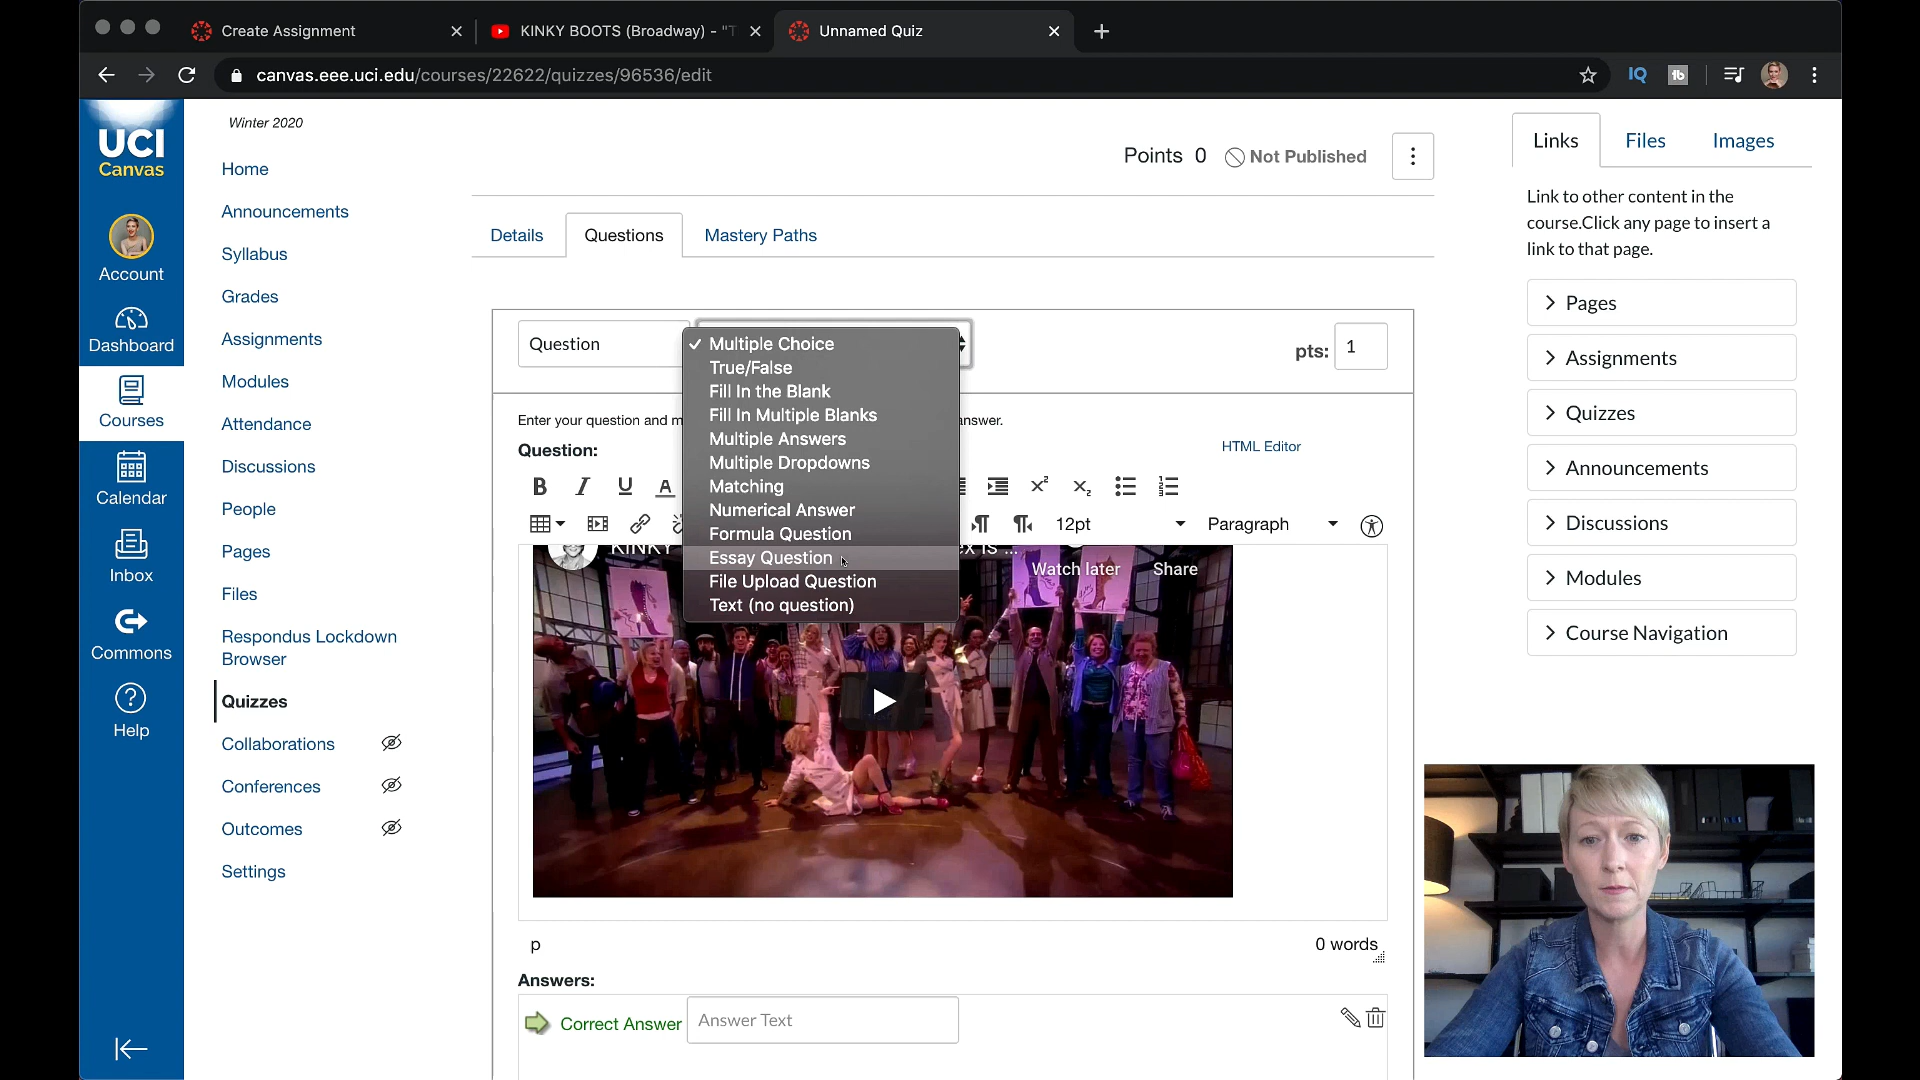 Create Assignment
KINKY BOOTS (Broadway) - "T
Unnamed Quiz
canvas.eee.uci.edu/courses/22622/quizzes/96536/edit
IQ
tb
UCI
Canvas
Account
Dashboard
Courses
Calendar
Inbox
Commons
Help
Winter 2020
Home
Announcements
Syllabus
Grades
Assignments
Modules
Attendance
Discussions
People
Pages
Files
Respondus Lockdown
Browser
Quizzes
Collaborations
Conferences
Outcomes
Settings
Points 0 Not Published
Details
Questions
Mastery Paths
Question
pts: 1
Multiple Choice
True/False
Fill In the Blank
Fill In Multiple Blanks
Multiple Answers
Multiple Dropdowns
Matching
Numerical Answer
Formula Question
Essay Question
File Upload Question
Text (no question)
Enter your question and m
answer.
Question:
HTML Editor
12pt
Paragraph
KINKY
ex is ...
Watch later
Share
p
0 words
Answers:
Correct Answer
Answer Text
Links
Files
Images
Link to other content in the
course.Click any page to insert a
link to that page.
Pages
Assignments
Quizzes
Announcements
Discussions
Modules
Course Navigation